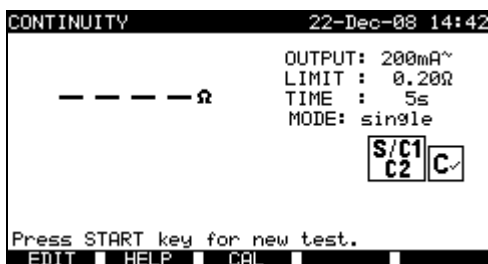 CONTINUITY 22-Dec-08 14:42
OUTPUT: 200mA~
LIMIT : 0.20Ω
TIME : 5s
MODE: single
– – – –Ω
S/C1
C2
C✓
Press START key for new test.
EDIT HELP CAL